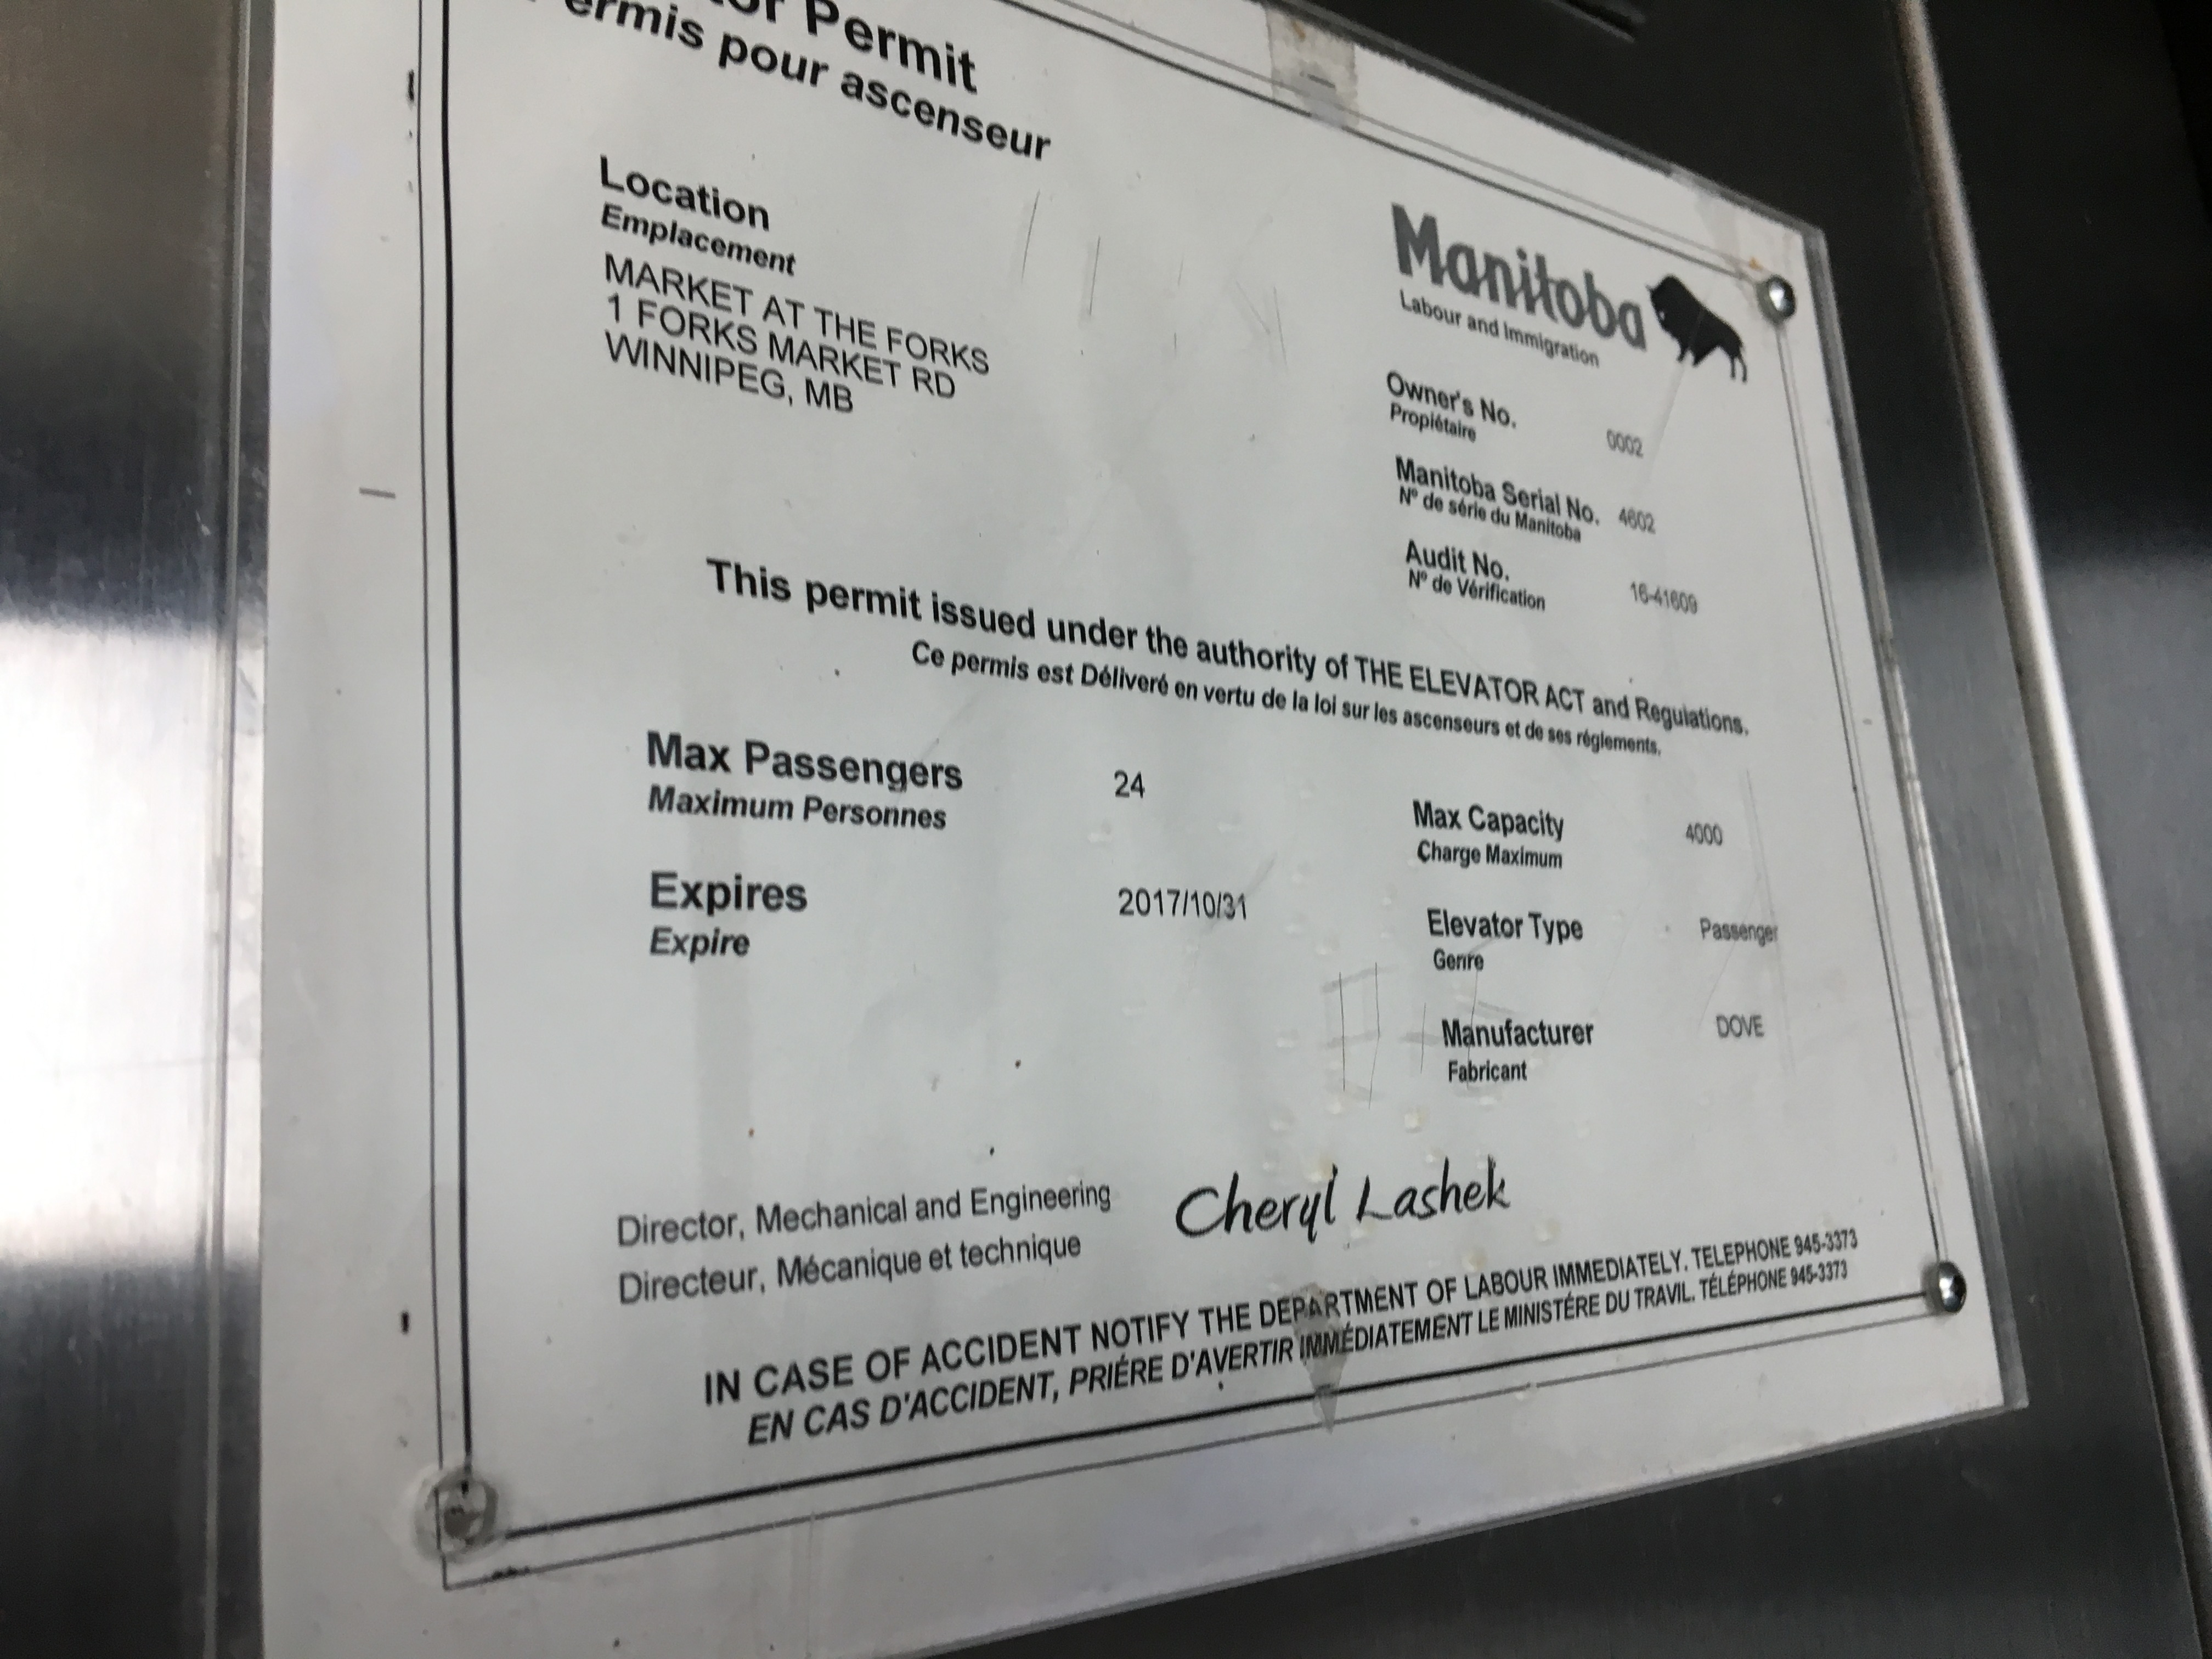 Permit
ermis pour ascenseur
Location
Emplacement
MARKET AT THE FORKS
1 FORKS MARKET RD
WINNIPEG, MB
Manitoba
Labour and Immigration
Owner's No. 0002
Propiétaire
Manitoba Serial No. 4602
Nº de série du Manitoba
Audit No. 16-41609
Nº de Vérification
This permit issued under the authority of THE ELEVATOR ACT and Regulations.
Ce permis est Déliveré en vertu de la loi sur les ascenseurs et de ses réglements.
Max Passengers 24
Maximum Personnes
Expires 2017/10/31
Expire
Max Capacity 4000
Charge Maximum
Elevator Type Passenger
Genre
Manufacturer DOVE
Fabricant
Director, Mechanical and Engineering
Directeur, Mécanique et technique
Cheryl Lashek
IN CASE OF ACCIDENT NOTIFY THE DEPARTMENT OF LABOUR IMMEDIATELY. TELEPHONE 945-3373
EN CAS D'ACCIDENT, PRIÉRE D'AVERTIR IMMÉDIATEMENT LE MINISTÉRE DU TRAVIL. TÉLÉPHONE 945-3373